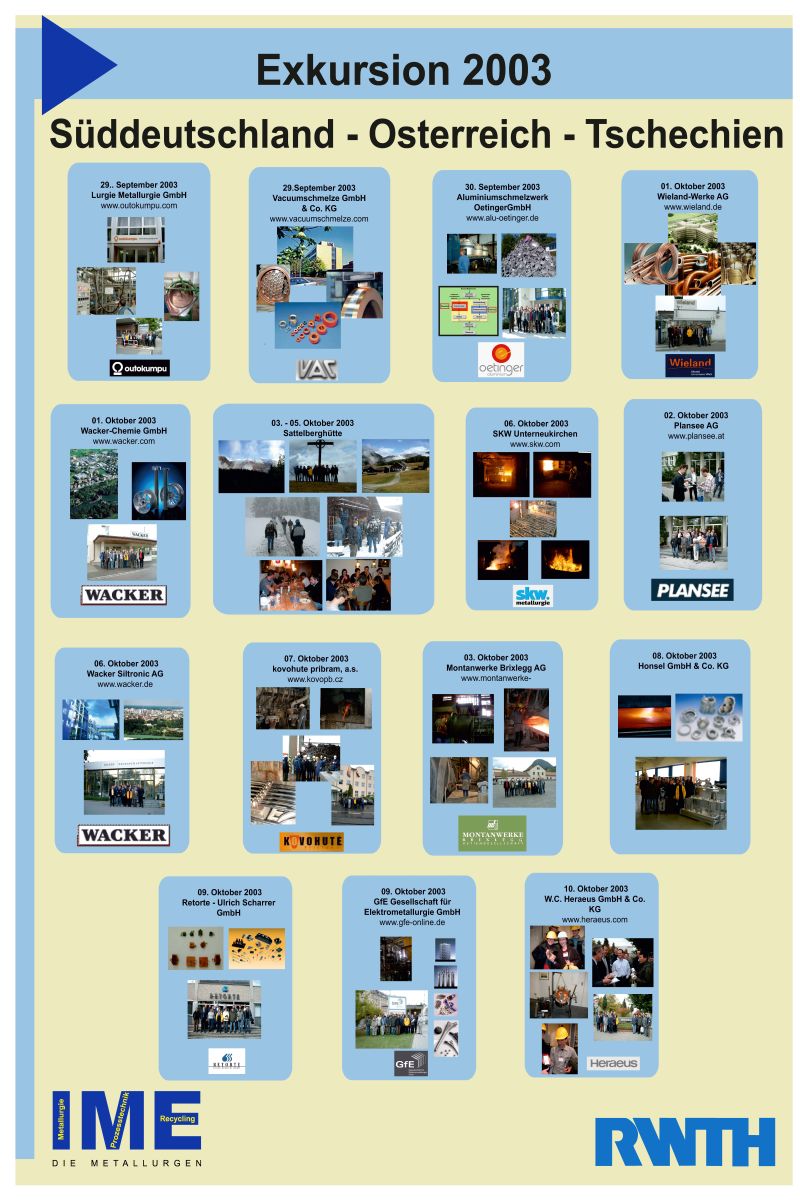 Exkursion 2003
Süddeutschland - Osterreich - Tschechien
29.. September 2003
Lurgie Metallurgie GmbH
www.outokumpu.com
outokumpu
29.September 2003
Vacuumschmelze GmbH
& Co. KG
www.vacuumschmelze.com
VAC
30. September 2003
Aluminiumschmelzwerk
OetingerGmbH
www.alu-oetinger.de
oetinger
aluminium
01. Oktober 2003
Wieland-Werke AG
www.wieland.de
Wieland
Wieland
01. Oktober 2003
Wacker-Chemie GmbH
www.wacker.com
WACKER
WACKER
03. - 05. Oktober 2003
Sattelberghütte
06. Oktober 2003
SKW Unterneukirchen
www.skw.com
skw.
metallurgie
02. Oktober 2003
Plansee AG
www.plansee.at
PLANSEE
06. Oktober 2003
Wacker Siltronic AG
www.wacker.de
WACKER
07. Oktober 2003
kovohute pribram, a.s.
www.kovopb.cz
KOVOHUTE
03. Oktober 2003
Montanwerke Brixlegg AG
www.montanwerke-
MONTANWERKE
BRIXLEGG
AKTIENGESELLSCHAFT
08. Oktober 2003
Honsel GmbH & Co. KG
09. Oktober 2003
Retorte - Ulrich Scharrer
GmbH
RETORTE
RETORTE
09. Oktober 2003
GfE Gesellschaft für
Elektrometallurgie GmbH
www.gfe-online.de
GfE
GfE
10. Oktober 2003
W.C. Heraeus GmbH & Co.
KG
www.heraeus.com
Heraeus
IME
Metallurgie
Prozesstechnik
Recycling
DIE METALLURGEN
RWTH